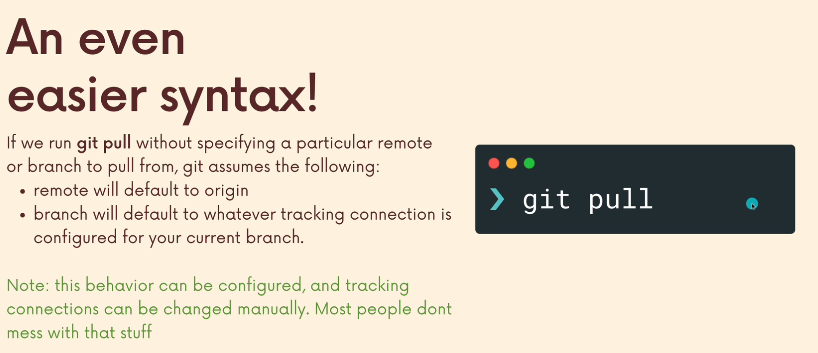 An even
easier syntax!
If we run git pull without specifying a particular remote
or branch to pull from, git assumes the following:
• remote will default to origin
• branch will default to whatever tracking connection is
configured for your current branch.
❯ git pull
Note: this behavior can be configured, and tracking
connections can be changed manually. Most people dont
mess with that stuff